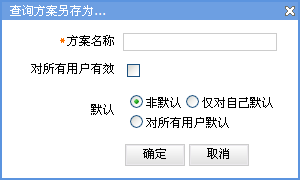 查询方案另存为...
*方案名称
对所有用户有效
默认 非默认 仅对自己默认
对所有用户默认
确定 取消